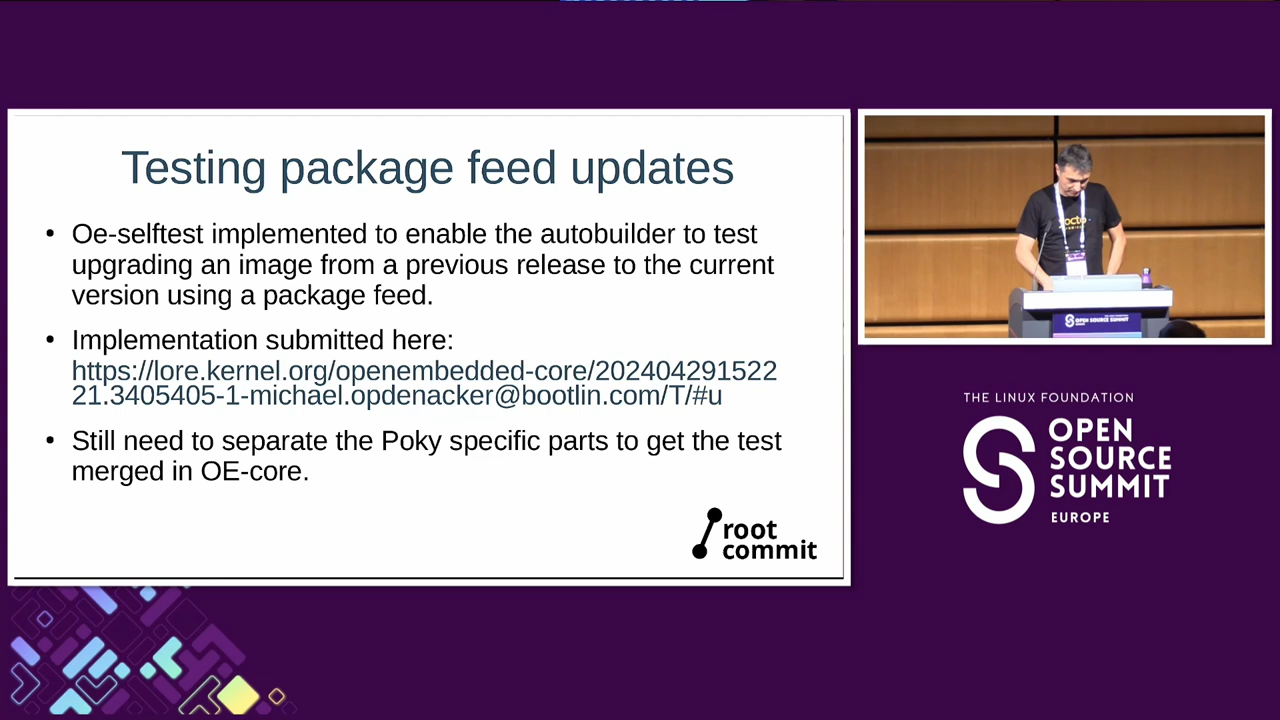 Testing package feed updates
• Oe-selftest implemented to enable the autobuilder to test
upgrading an image from a previous release to the current
version using a package feed.
• Implementation submitted here:
https://lore.kernel.org/openembedded-core/202404291522
21.3405405-1-michael.opdenacker@bootlin.com/T/#u
• Still need to separate the Poky specific parts to get the test
merged in OE-core.
root
commit
OPEN SOURCE SUMMIT
THE LINUX FOUNDATION
OPEN
SOURCE
SUMMIT
EUROPE